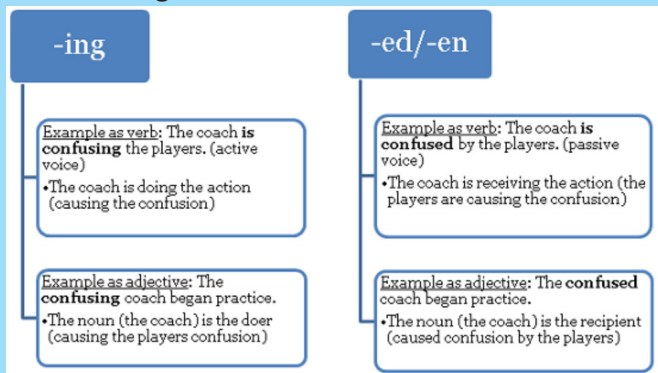 -ing
Example as verb: The coach is
confusing the players. (active
voice)
•The coach is doing the action
(causing the confusion)
Example as adjective: The
confusing coach began practice.
•The noun (the coach) is the doer
(causing the players confusion)
-ed/-en
Example as verb: The coach is
confused by the players. (passive
voice)
•The coach is receiving the action (the
players are causing the confusion)
Example as adjective: The confused
coach began practice.
•The noun (the coach) is the recipient
(caused confusion by the players)